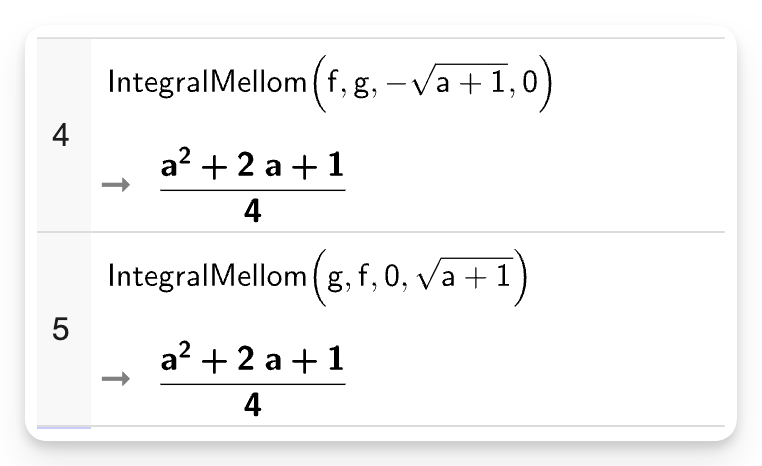 4
IntegralMellom(f, g, −√(a + 1), 0)
→ (a² + 2 a + 1)/4
5
IntegralMellom(g, f, 0, √(a + 1))
→ (a² + 2 a + 1)/4